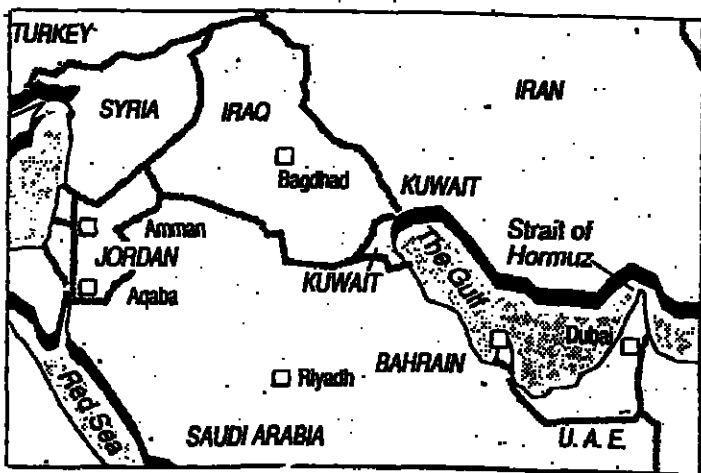 TURKEY
SYRIA
IRAQ
IRAN
Bagdhad
KUWAIT
Amman
JORDAN
Aqaba
KUWAIT
The Gulf
Strait of
Hormuz
Dubai
BAHRAIN
Riyadh
Red Sea
SAUDI ARABIA
U. A. E.